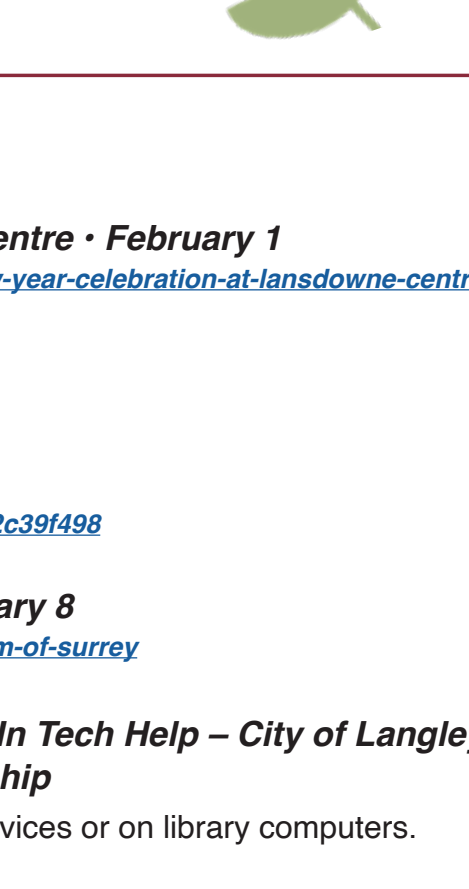 entre • February 1
-year-celebration-at-lansdowne-centr
2c39f498
ary 8
m-of-surrey
In Tech Help – City of Langley
hip
vices or on library computers.